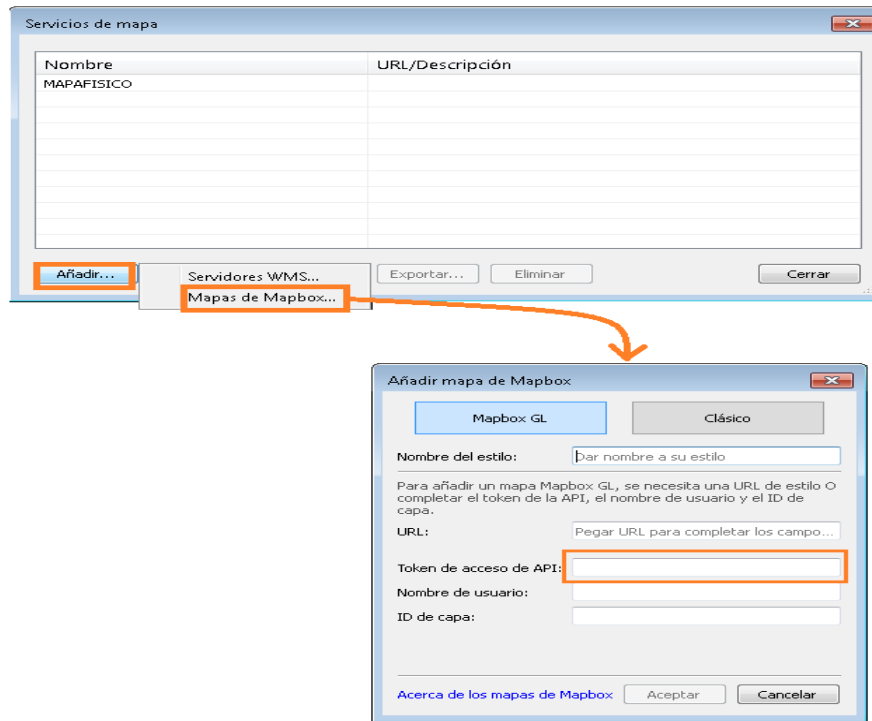 Servicios de mapa
Nombre URL/Descripción
MAPAFISICO
Añadir... Servidores WMS... Exportar... Eliminar Cerrar
Mapas de Mapbox...
Añadir mapa de Mapbox
Mapbox GL Clásico
Nombre del estilo: Dar nombre a su estilo
Para añadir un mapa Mapbox GL, se necesita una URL de estilo O
completar el token de la API, el nombre de usuario y el ID de
capa.
URL: Pegar URL para completar los campo...
Token de acceso de API:
Nombre de usuario:
ID de capa:
Acerca de los mapas de Mapbox Aceptar Cancelar